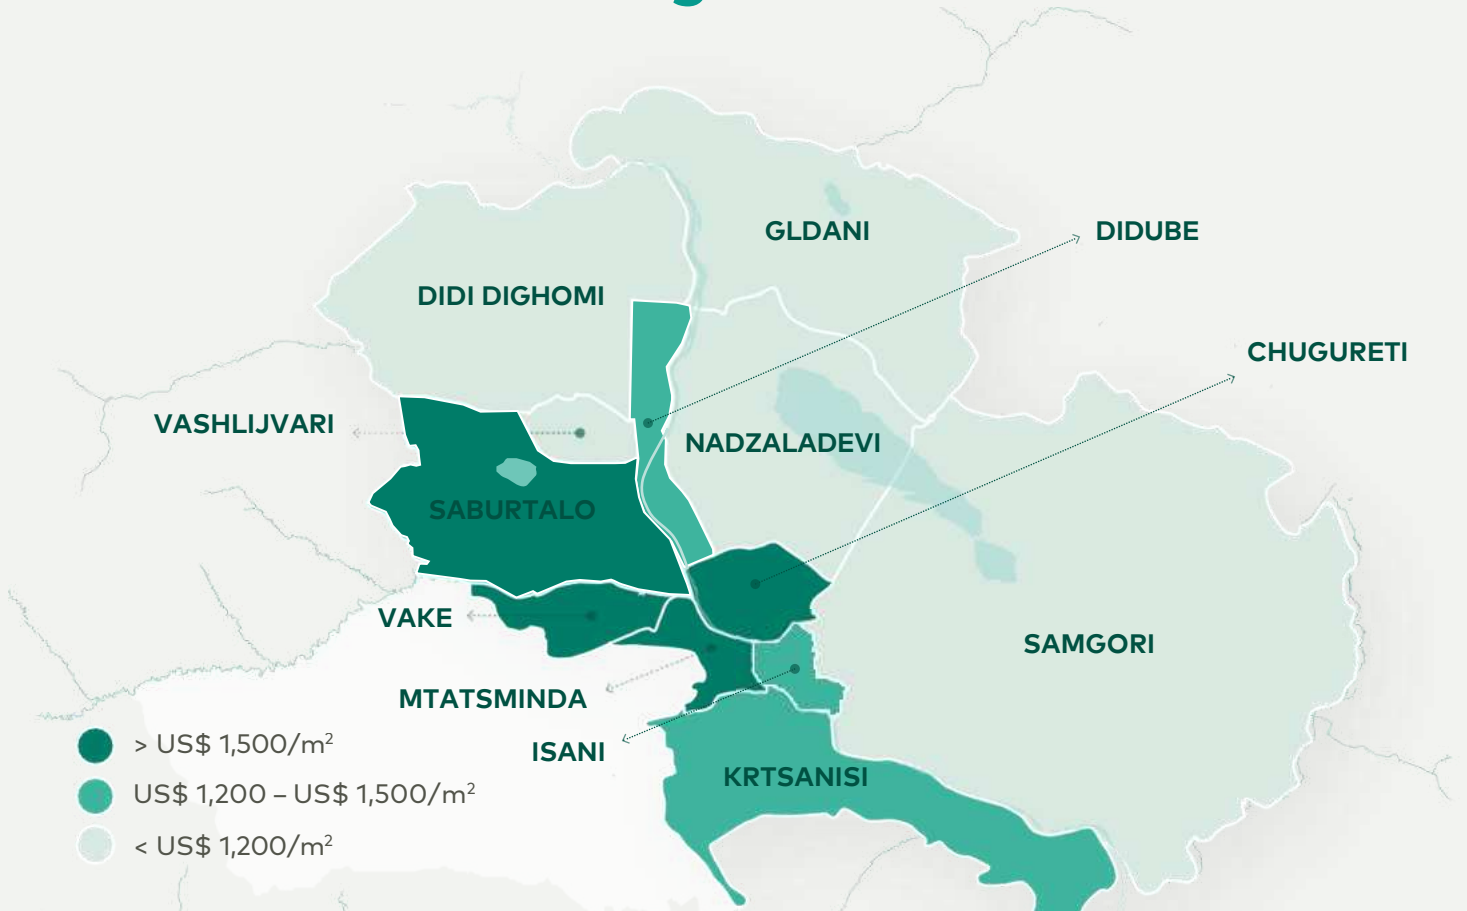 GLDANI
DIDUBE
DIDI DIGHOMI
CHUGURETI
VASHLIJVARI
NADZALADEVI
SABURTALO
VAKE
SAMGORI
MTATSMINDA
ISANI
KRTSANISI
> US$ 1,500/m²
US$ 1,200 – US$ 1,500/m²
< US$ 1,200/m²